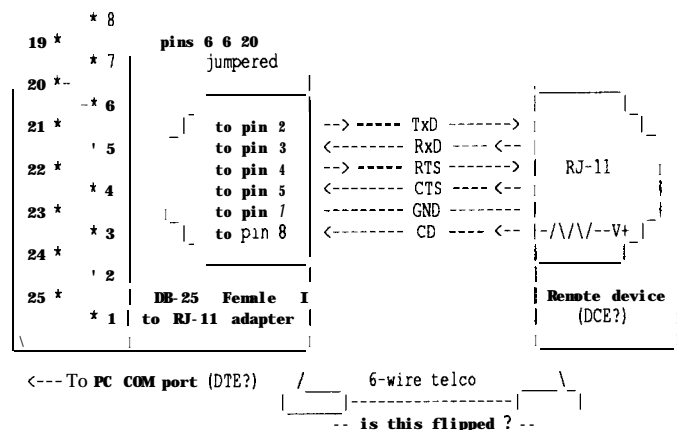 * 8
19 * pins 6 6 20
* 7 jumpered
20 *--
-* 6
21 * to pin 2 --> ----- TxD -------> 
' 5 to pin 3 <------- RxD ---- <--
22 * to pin 4 --> ----- RTS ------> RJ-11
* 4 to pin 5 <------- CTS ---- <--
23 * to pin 1 -------- GND --------
* 3 to pin 8 <------- CD ---- <-- -/\/\/--V+
24 *
' 2
25 * DB-25 Female I Remote device
* 1 to RJ-11 adapter (DCE?)
<--- To PC COM port (DTE?) /____ 6-wire telco ____\_
-- is this flipped ? --